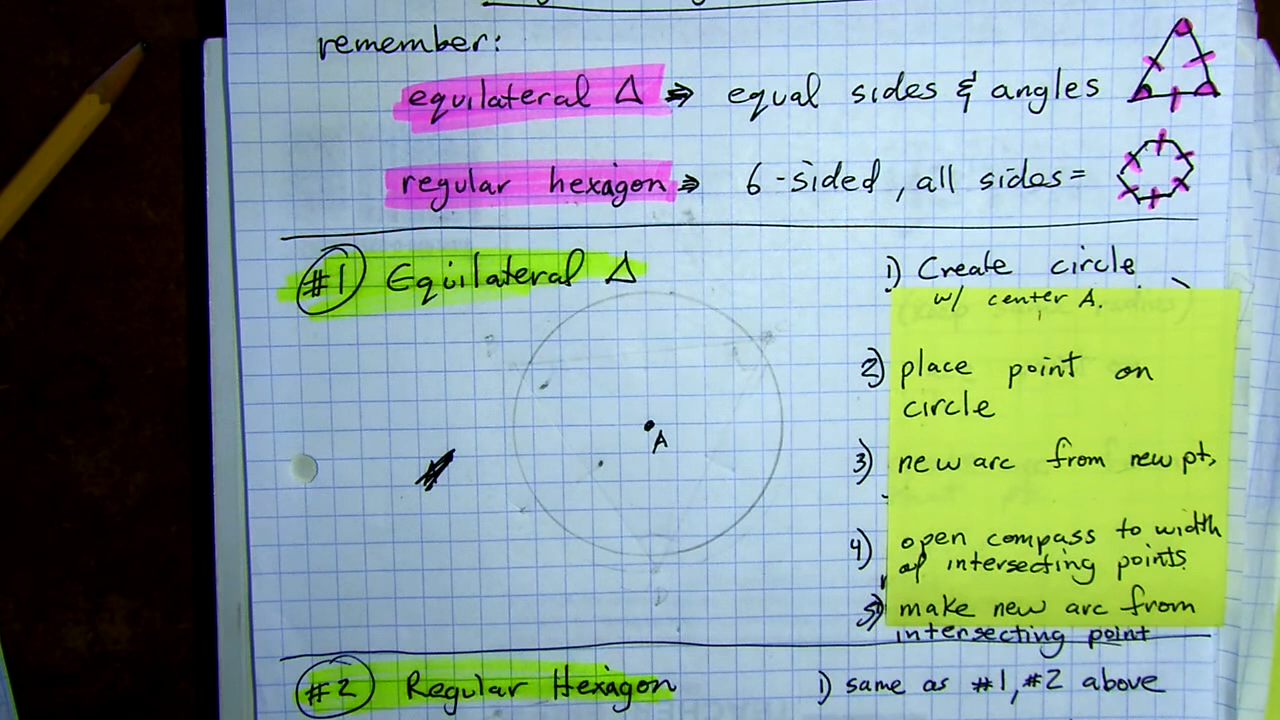 remember:
equilateral Δ ⇒ equal sides & angles
regular hexagon ⇒ 6-sided, all sides =
#1 Equilateral Δ
1) Create circle
w/ center A.
2) place point on
circle
3) new arc from new pt,
A
4) open compass to width
of intersecting points.
5) make new arc from
intersecting point
#2 Regular Hexagon
1) same as #1, #2 above